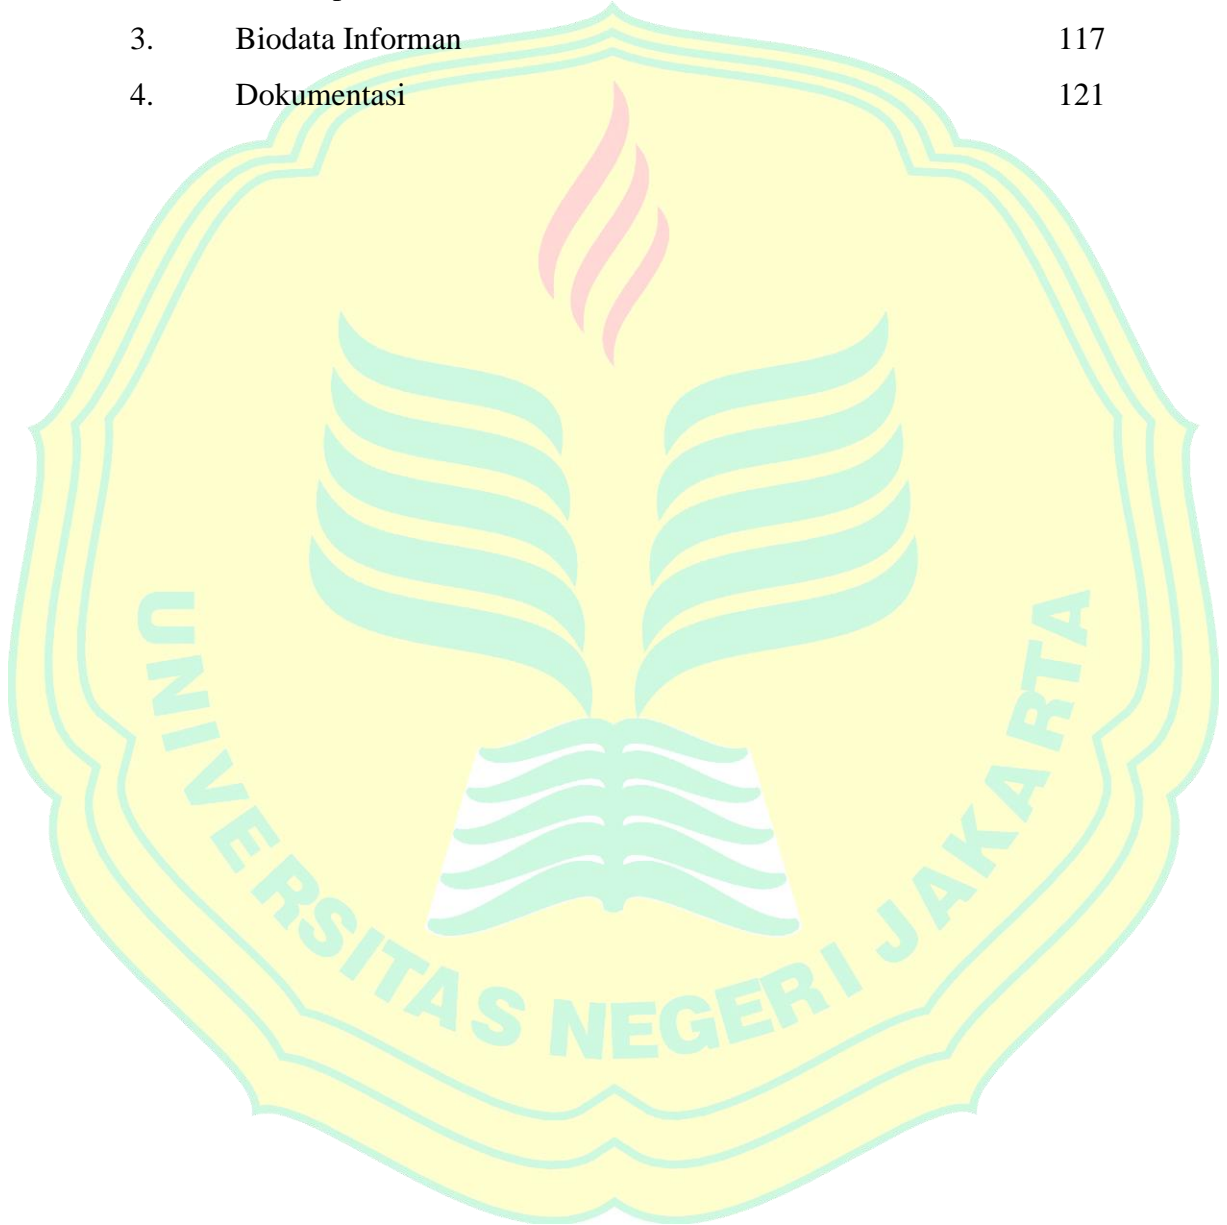 3. Biodata Informan 117
4. Dokumentasi 121
UNIVERSITAS NEGERI JAKARTA